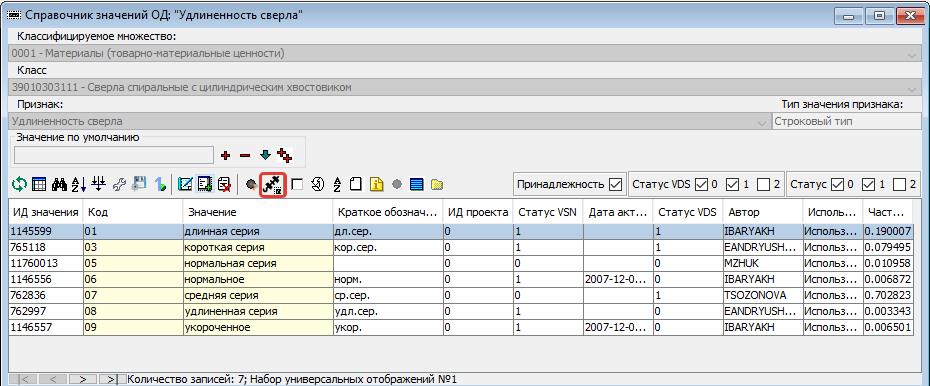 Справочник значений ОД: "Удлиненность сверла"
Классифицируемое множество:
0001 - Материалы (товарно-материальные ценности)
Класс
39010303111 - Сверла спиральные с цилиндрическим хвостовиком
Признак: Тип значения признака:
Удлиненность сверла Строковый тип
Значение по умолчанию
Принадлежность Статус VDS 0 1 2 Статус 0 1 2
ИД значения Код Значение Краткое обознач... ИД проекта Статус VSN Дата акт... Статус VDS Автор Исполь... Част...
1145599 01 длинная серия дл.сер. 0 1 1 IBARYAKH Использ... 0.190007
765118 03 короткая серия кор.сер. 0 1 1 EANDRYUSH... Использ... 0.079495
11760013 05 нормальная серия 0 0 0 MZHUK Использ... 0.010958
1146556 06 нормальное норм. 0 1 2007-12-0... 0 IBARYAKH Использ... 0.006872
762836 07 средняя серия ср.сер. 0 0 1 TSOZONOVA Использ... 0.702823
762997 08 удлиненная серия удл.сер. 0 1 0 EANDRYUSH... Использ... 0.003343
1146557 09 укороченное укор. 0 1 2007-12-0... 0 IBARYAKH Использ... 0.006501
|< < > >| Количество записей: 7; Набор универсальных отображений №1